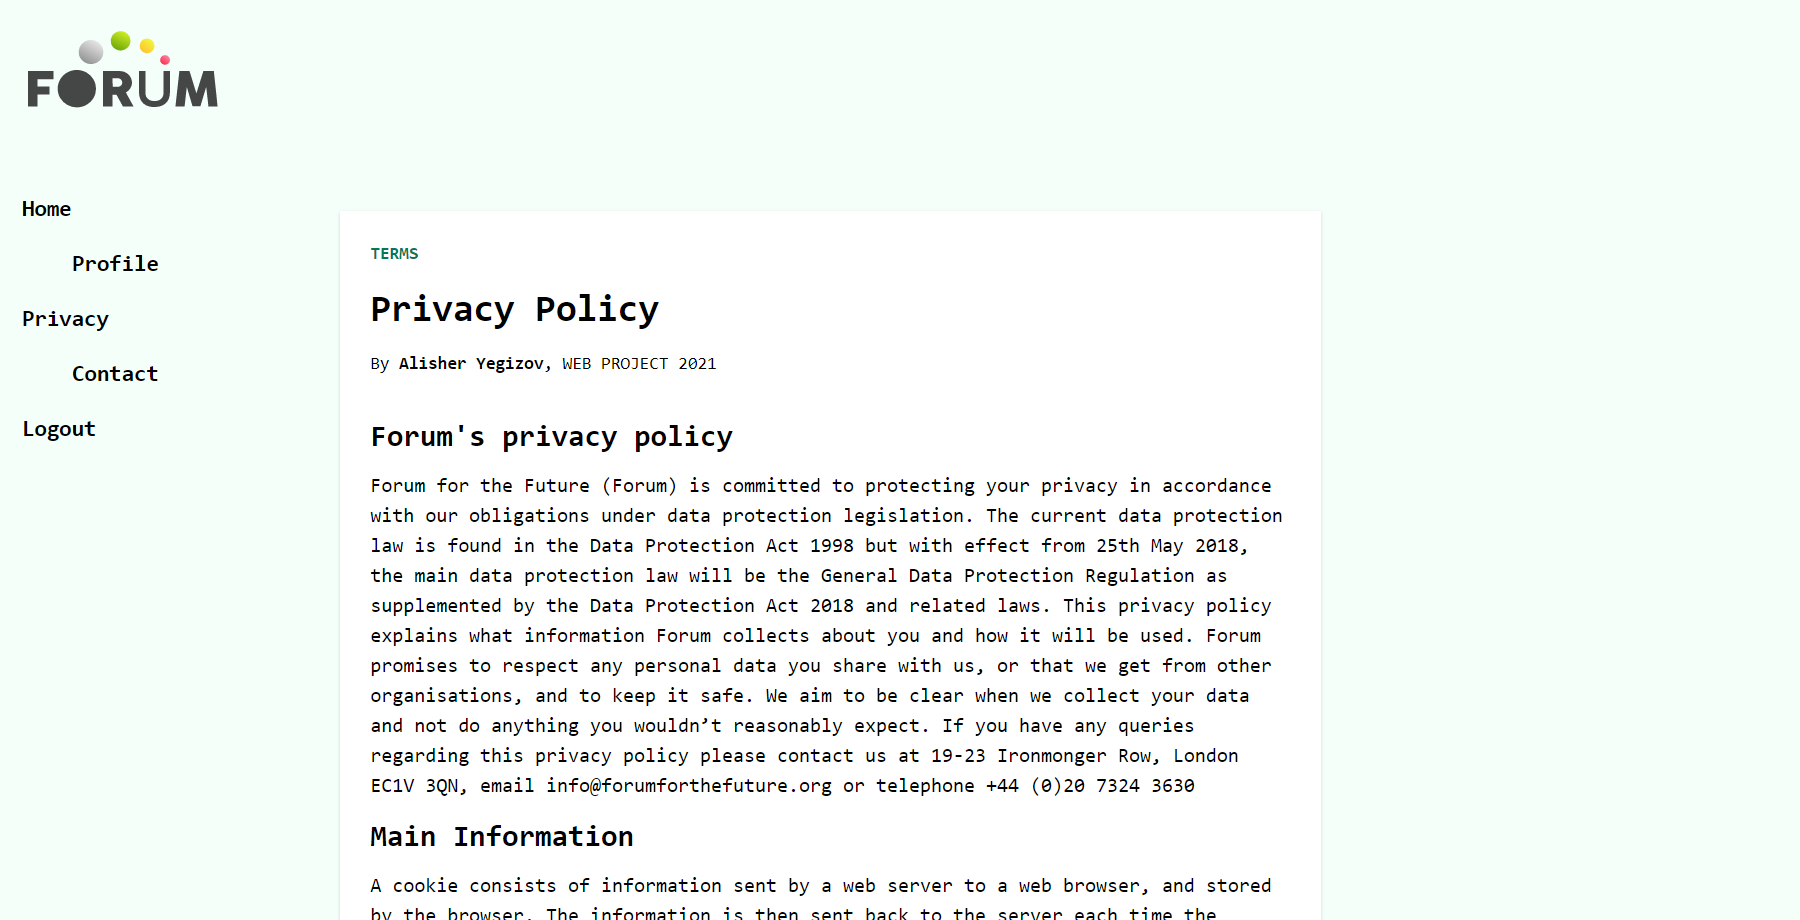 FORUM
Home
Profile
Privacy
Contact
Logout
TERMS
Privacy Policy
By Alisher Yegizov, WEB PROJECT 2021
Forum's privacy policy
Forum for the Future (Forum) is committed to protecting your privacy in accordance
with our obligations under data protection legislation. The current data protection
law is found in the Data Protection Act 1998 but with effect from 25th May 2018,
the main data protection law will be the General Data Protection Regulation as
supplemented by the Data Protection Act 2018 and related laws. This privacy policy
explains what information Forum collects about you and how it will be used. Forum
promises to respect any personal data you share with us, or that we get from other
organisations, and to keep it safe. We aim to be clear when we collect your data
and not do anything you wouldn’t reasonably expect. If you have any queries
regarding this privacy policy please contact us at 19-23 Ironmonger Row, London
EC1V 3QN, email info@forumforthefuture.org or telephone +44 (0)20 7324 3630
Main Information
A cookie consists of information sent by a web server to a web browser, and stored
by the browser. The information is then sent back to the server each time the